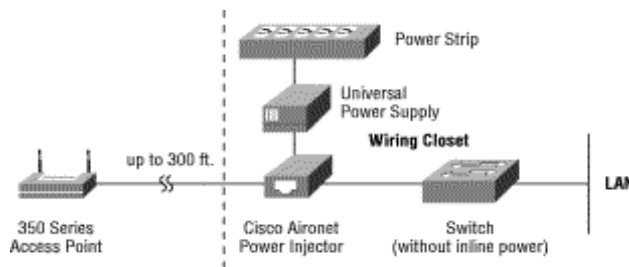 Power Strip
Universal
Power Supply
Wiring Closet
up to 300 ft.
LAN
350 Series
Access Point
Cisco Aironet
Power Injector
Switch
(without inline power)